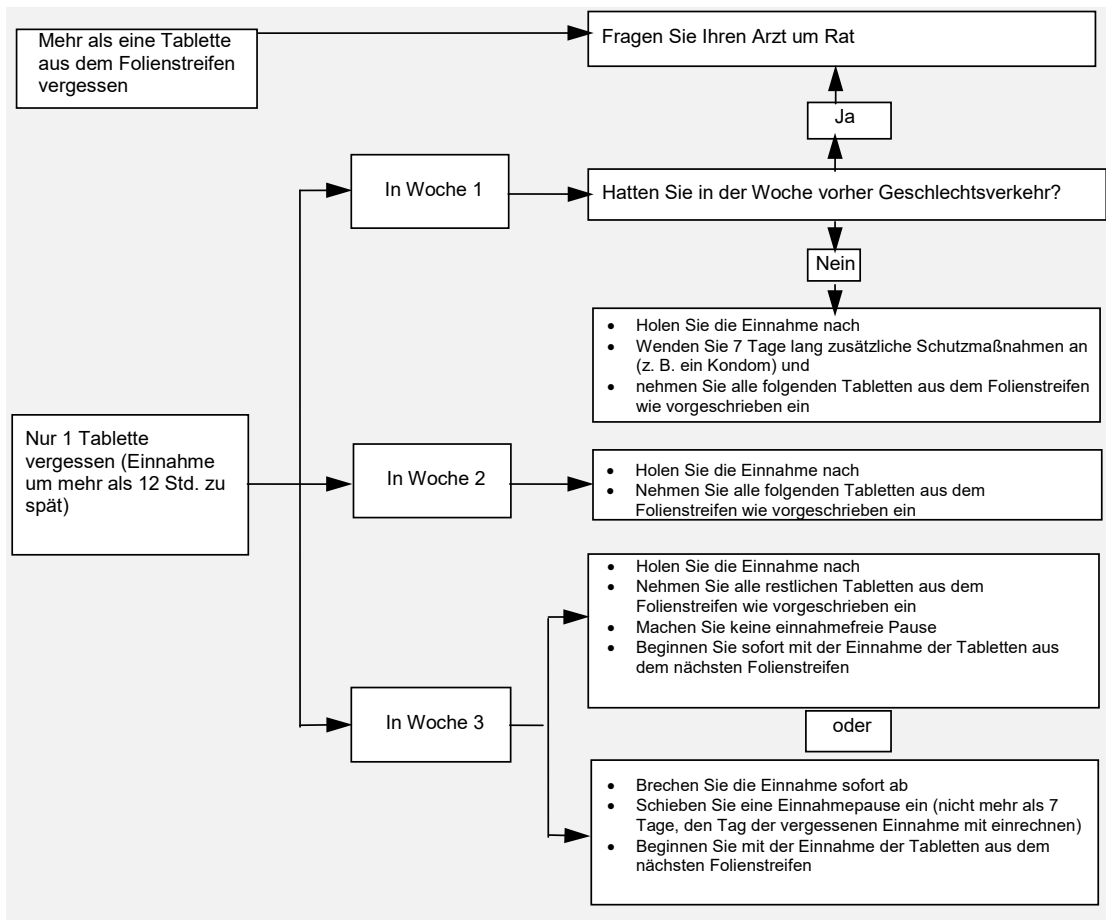 Mehr als eine Tablette
aus dem Folienstreifen
vergessen
Fragen Sie Ihren Arzt um Rat
Ja
In Woche 1
Hatten Sie in der Woche vorher Geschlechtsverkehr?
Nein
• Holen Sie die Einnahme nach
• Wenden Sie 7 Tage lang zusätzliche Schutzmaßnahmen an
(z. B. ein Kondom) und
• nehmen Sie alle folgenden Tabletten aus dem Folienstreifen
wie vorgeschrieben ein
Nur 1 Tablette
vergessen (Einnahme
um mehr als 12 Std. zu
spät)
In Woche 2
• Holen Sie die Einnahme nach
• Nehmen Sie alle folgenden Tabletten aus dem
Folienstreifen wie vorgeschrieben ein
In Woche 3
• Holen Sie die Einnahme nach
• Nehmen Sie alle restlichen Tabletten aus dem
Folienstreifen wie vorgeschrieben ein
• Machen Sie keine einnahmefreie Pause
• Beginnen Sie sofort mit der Einnahme der Tabletten aus
dem nächsten Folienstreifen
oder
• Brechen Sie die Einnahme sofort ab
• Schieben Sie eine Einnahmepause ein (nicht mehr als 7
Tage, den Tag der vergessenen Einnahme mit einrechnen)
• Beginnen Sie mit der Einnahme der Tabletten aus dem
nächsten Folienstreifen